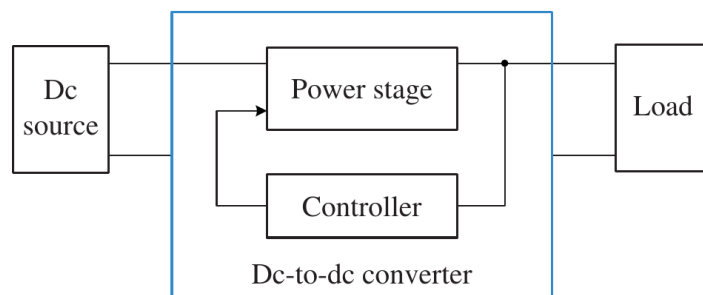 Dc
source
Power stage
Controller
Dc-to-dc converter
Load